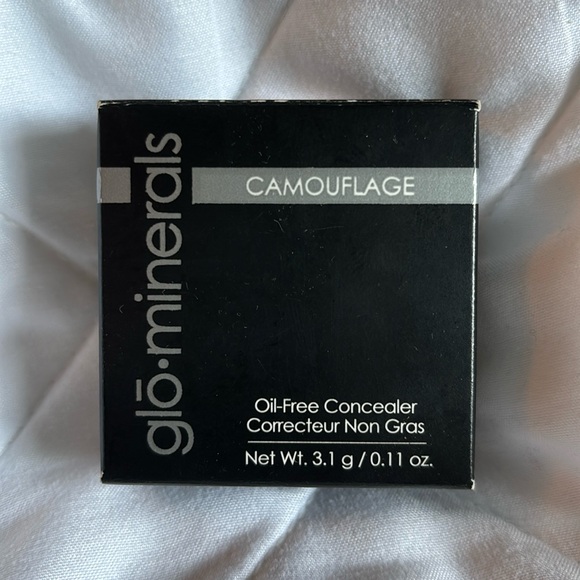 glō·minerals
CAMOUFLAGE
Oil-Free Concealer
Correcteur Non Gras
Net Wt. 3.1 g / 0.11 oz.